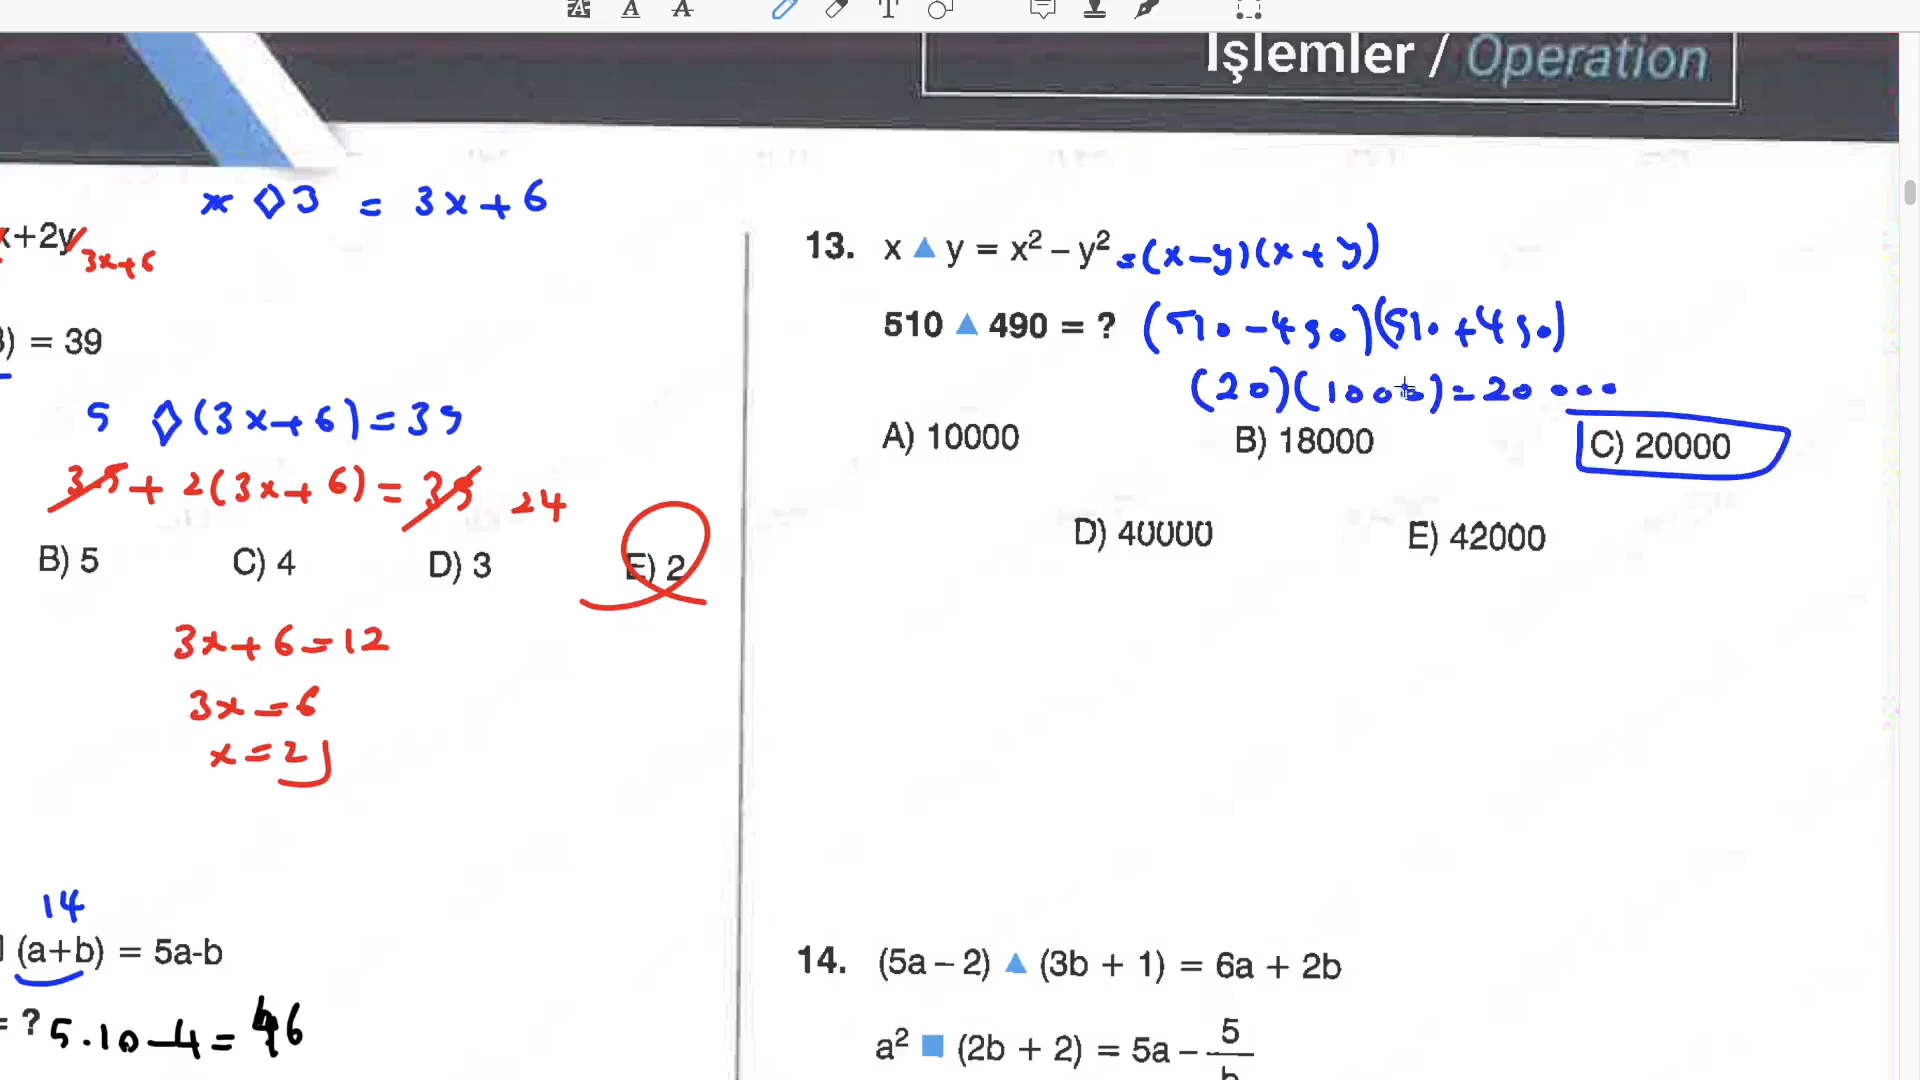 İşlemler / Operation
x ◊ 3 = 3x+6
x+2y 3x+6
3) = 39
5 ◊ (3x+6) = 39
35 + 2(3x+6) = 39 24
B) 5 C) 4 D) 3 E) 2
3x+6=12
3x=6
x=2
14
(a+b) = 5a-b
= ? 5.10-4= 46
13. x ▲ y = x² – y² =(x-y)(x+y)
510 ▲ 490 = ? (510-490)(510+490)
(20)(1000)=20 000
A) 10000 B) 18000 C) 20000
D) 40000 E) 42000
14. (5a – 2) ▲ (3b + 1) = 6a + 2b
a² ■ (2b + 2) = 5a – 5/b